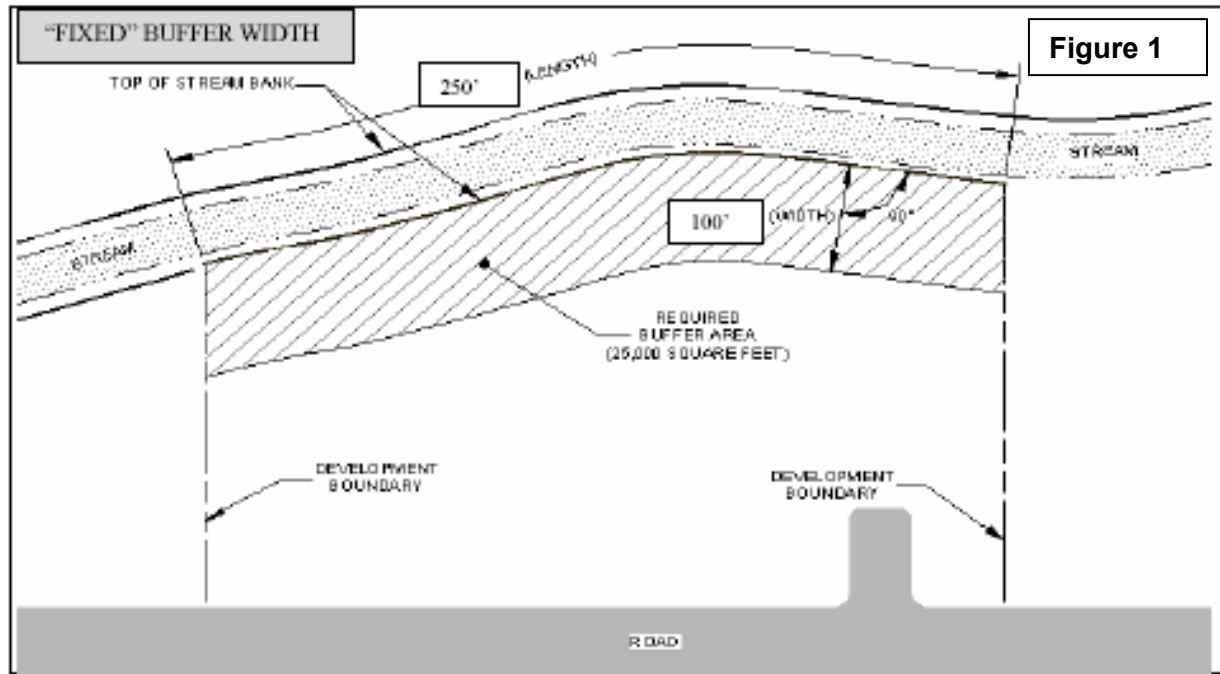 “FIXED” BUFFER WIDTH
Figure 1
TOP OF STREAM BANK
250’
(LENGTH)
STREAM
STREAM
100’
(WIDTH)
90°
REQUIRED
BUFFER AREA
(25,000 SQUARE FEET)
DEVELOPMENT
BOUNDARY
DEVELOPMENT
BOUNDARY
ROAD